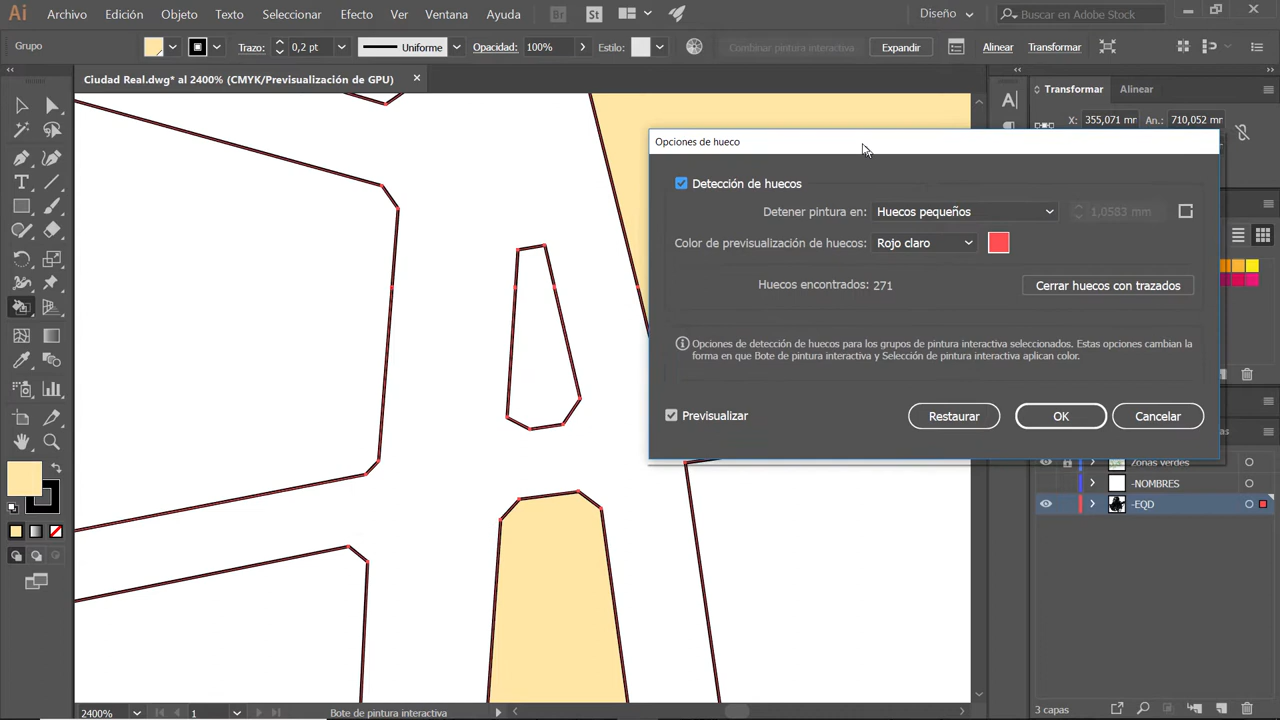 Ai Archivo Edición Objeto Texto Seleccionar Efecto Ver Ventana Ayuda Br St Diseño Buscar en Adobe Stock
Grupo Trazo: 0,2 pt Uniforme Opacidad: 100% Estilo: Combinar pintura interactiva Expandir Alinear Transformar
Ciudad Real.dwg* al 2400% (CMYK/Previsualización de GPU)
Transformar Alinear
X: 355,071 mm An.: 710,052 mm
Opciones de hueco
Detección de huecos
Detener pintura en: Huecos pequeños 1,0583 mm
Color de previsualización de huecos: Rojo claro
Huecos encontrados: 271 Cerrar huecos con trazados
Opciones de detección de huecos para los grupos de pintura interactiva seleccionados. Estas opciones cambian la
forma en que Bote de pintura interactiva y Selección de pintura interactiva aplican color.
Previsualizar Restaurar OK Cancelar
Zonas verdes
-NOMBRES
-EQD
2400% 1 Bote de pintura interactiva 3 capas